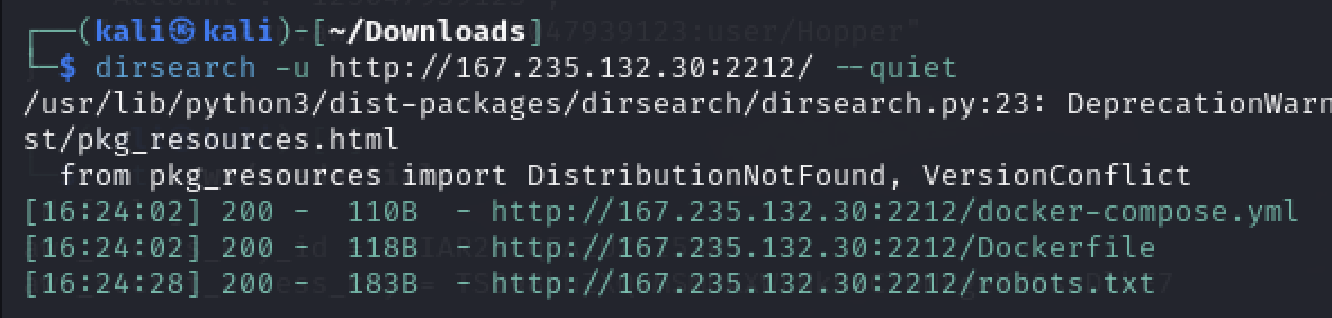 ┌──(kali㉿kali)-[~/Downloads]
└─$ dirsearch -u http://167.235.132.30:2212/ --quiet
/usr/lib/python3/dist-packages/dirsearch/dirsearch.py:23: DeprecationWarn
st/pkg_resources.html
  from pkg_resources import DistributionNotFound, VersionConflict
[16:24:02] 200 -  110B  - http://167.235.132.30:2212/docker-compose.yml
[16:24:02] 200 -  118B  - http://167.235.132.30:2212/Dockerfile
[16:24:28] 200 -  183B  - http://167.235.132.30:2212/robots.txt